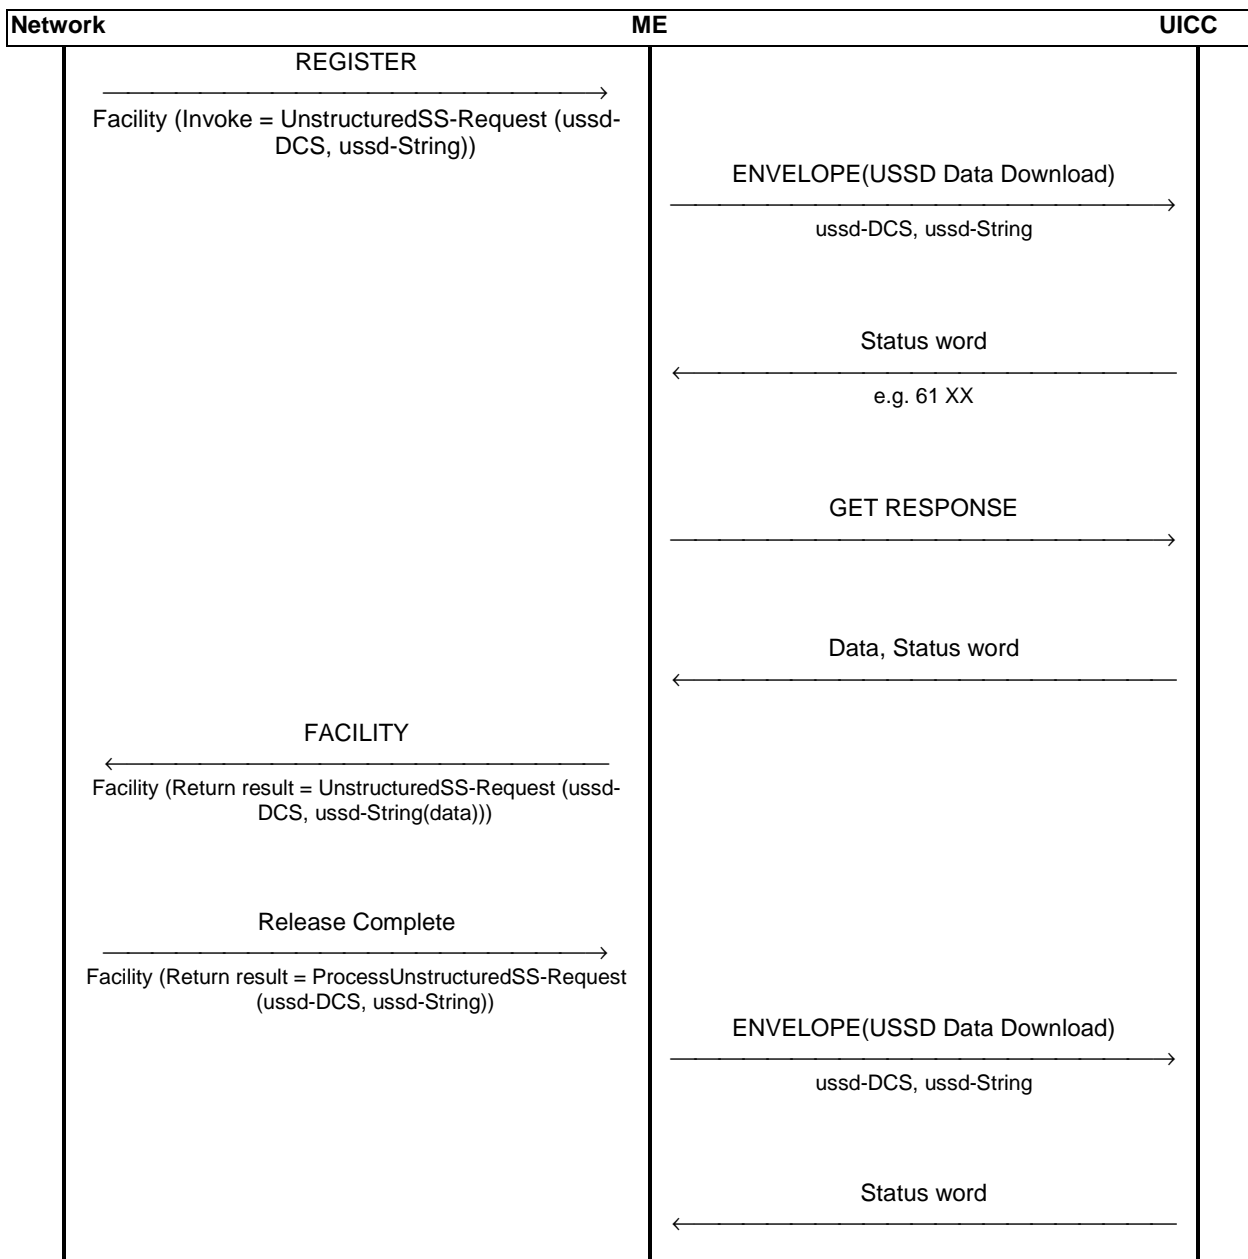 Network ME UICC
REGISTER
Facility (Invoke = UnstructuredSS-Request (ussd-
DCS, ussd-String))
ENVELOPE(USSD Data Download)
ussd-DCS, ussd-String
Status word
e.g. 61 XX
GET RESPONSE
Data, Status word
FACILITY
Facility (Return result = UnstructuredSS-Request (ussd-
DCS, ussd-String(data)))
Release Complete
Facility (Return result = ProcessUnstructuredSS-Request
(ussd-DCS, ussd-String))
ENVELOPE(USSD Data Download)
ussd-DCS, ussd-String
Status word